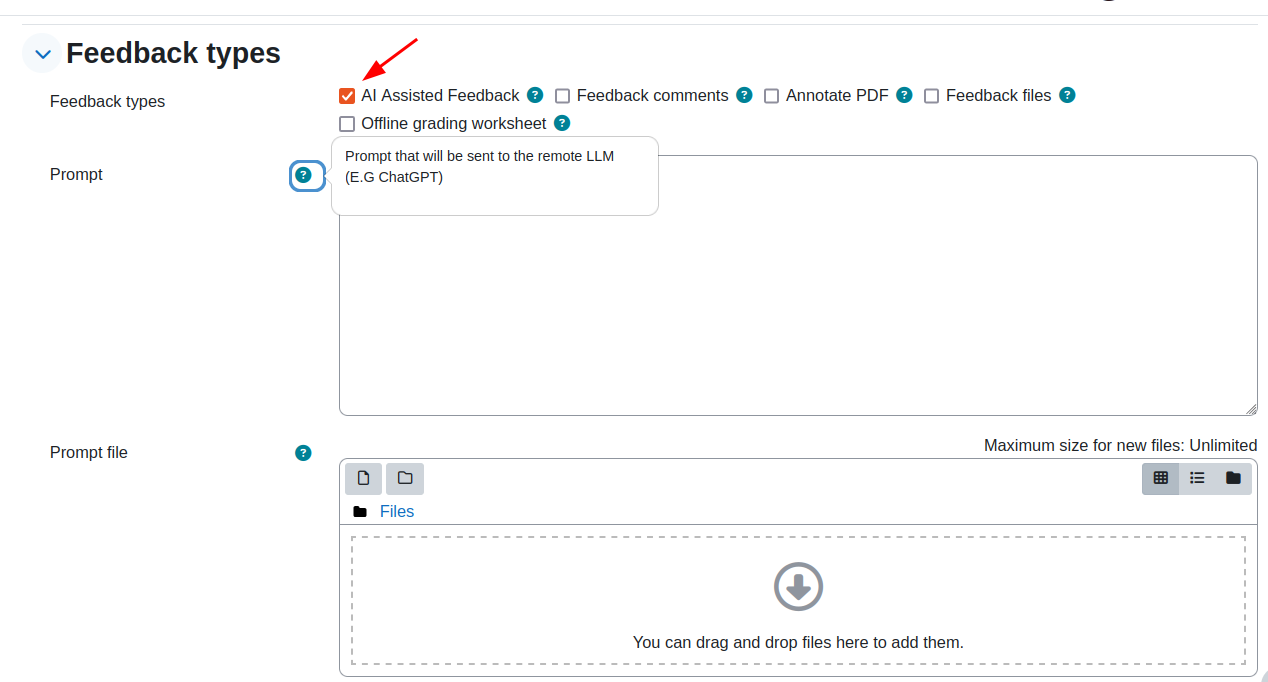 Feedback types
Feedback types
AI Assisted Feedback ? Feedback comments ? Annotate PDF ? Feedback files ?
Offline grading worksheet ?
Prompt ?
Prompt that will be sent to the remote LLM
(E.G ChatGPT)
Prompt file ?
Maximum size for new files: Unlimited
Files
You can drag and drop files here to add them.